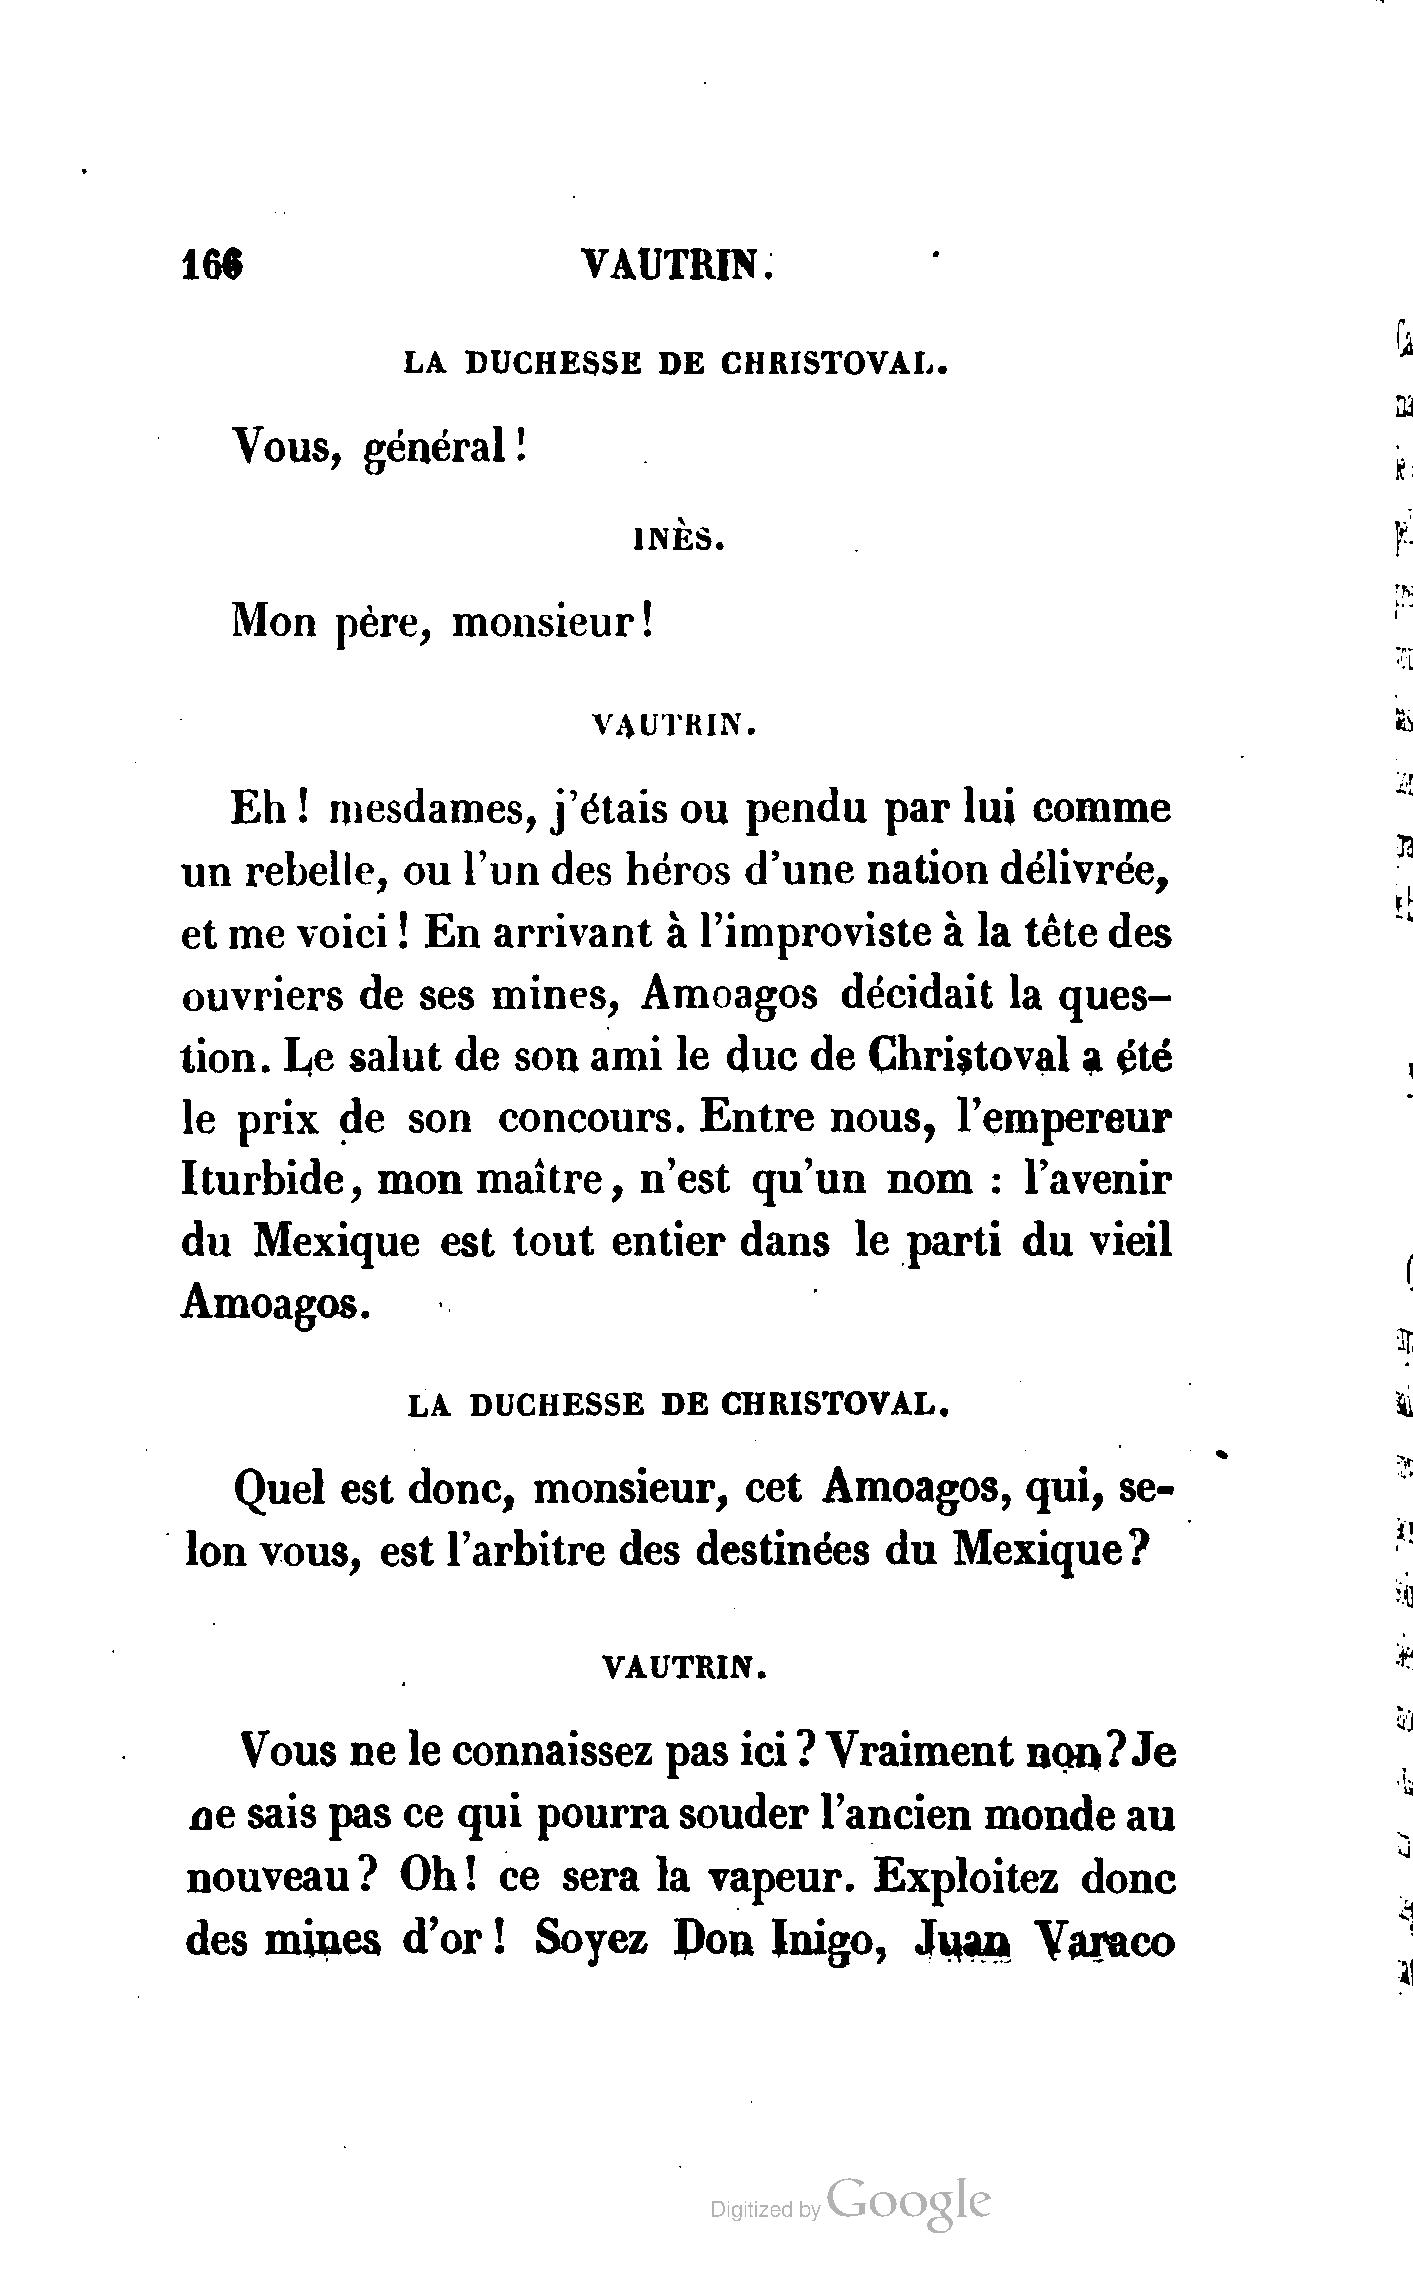 166 VAUTRIN.
LA DUCHESSE DE CHRISTOVAL.
Vous, général !
INÈS.
Mon père, monsieur !
VAUTRIN.
Eh ! mesdames, j'étais ou pendu par lui comme
un rebelle, ou l'un des héros d'une nation délivrée,
et me voici ! En arrivant à l'improviste à la tête des
ouvriers de ses mines, Amoagos décidait la ques-
tion. Le salut de son ami le duc de Christoval a été
le prix de son concours. Entre nous, l'empereur
Iturbide, mon maître, n'est qu'un nom : l'avenir
du Mexique est tout entier dans le parti du vieil
Amoagos.
LA DUCHESSE DE CHRISTOVAL.
Quel est donc, monsieur, cet Amoagos, qui, se-
lon vous, est l'arbitre des destinées du Mexique?
VAUTRIN.
Vous ne le connaissez pas ici ? Vraiment non? Je
ne sais pas ce qui pourra souder l'ancien monde au
nouveau ? Oh ! ce sera la vapeur. Exploitez donc
des mines d'or ! Soyez Don Inigo, Juan Varaco
Digitized by Google